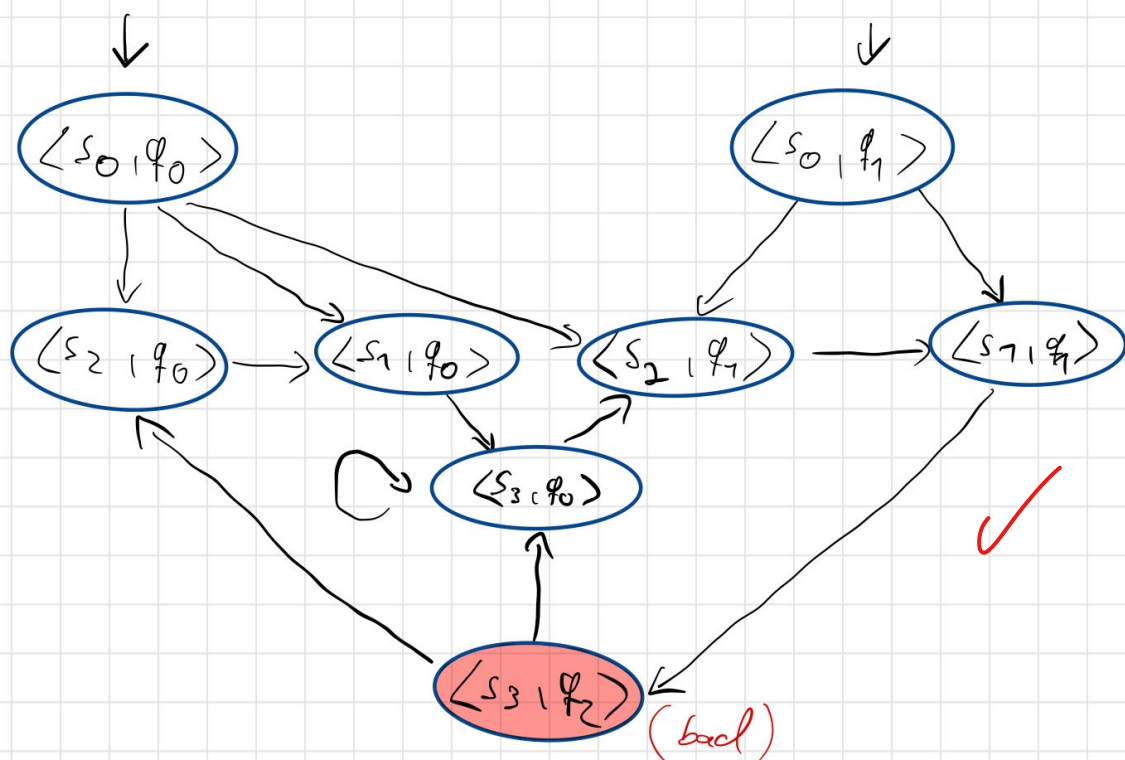 <s0, q0>
<s0, q1>
<s2, q0>
<s1, q0>
<s2, q1>
<s1, q1>
<s3, q0>
<s3, q2>
(bad)